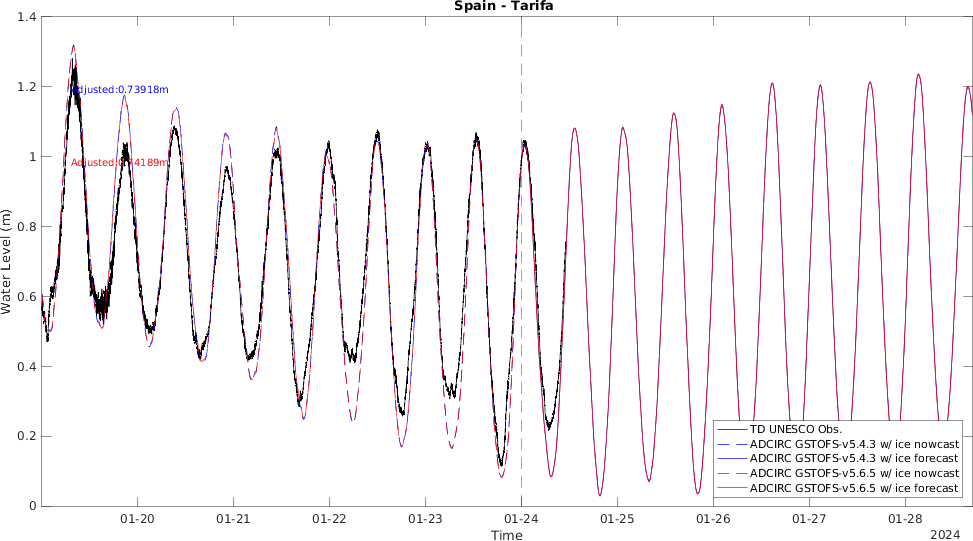 Spain - Tarifa
1.4
1.2
1
0.8
0.6
0.4
0.2
0
Water Level (m)
Adjusted:0.73918m
Adjusted:0.74189m
TD UNESCO Obs.
ADCIRC GSTOFS-v5.4.3 w/ ice nowcast
ADCIRC GSTOFS-v5.4.3 w/ ice forecast
ADCIRC GSTOFS-v5.6.5 w/ ice nowcast
ADCIRC GSTOFS-v5.6.5 w/ ice forecast
01-20 01-21 01-22 01-23 01-24 01-25 01-26 01-27 01-28
Time
2024